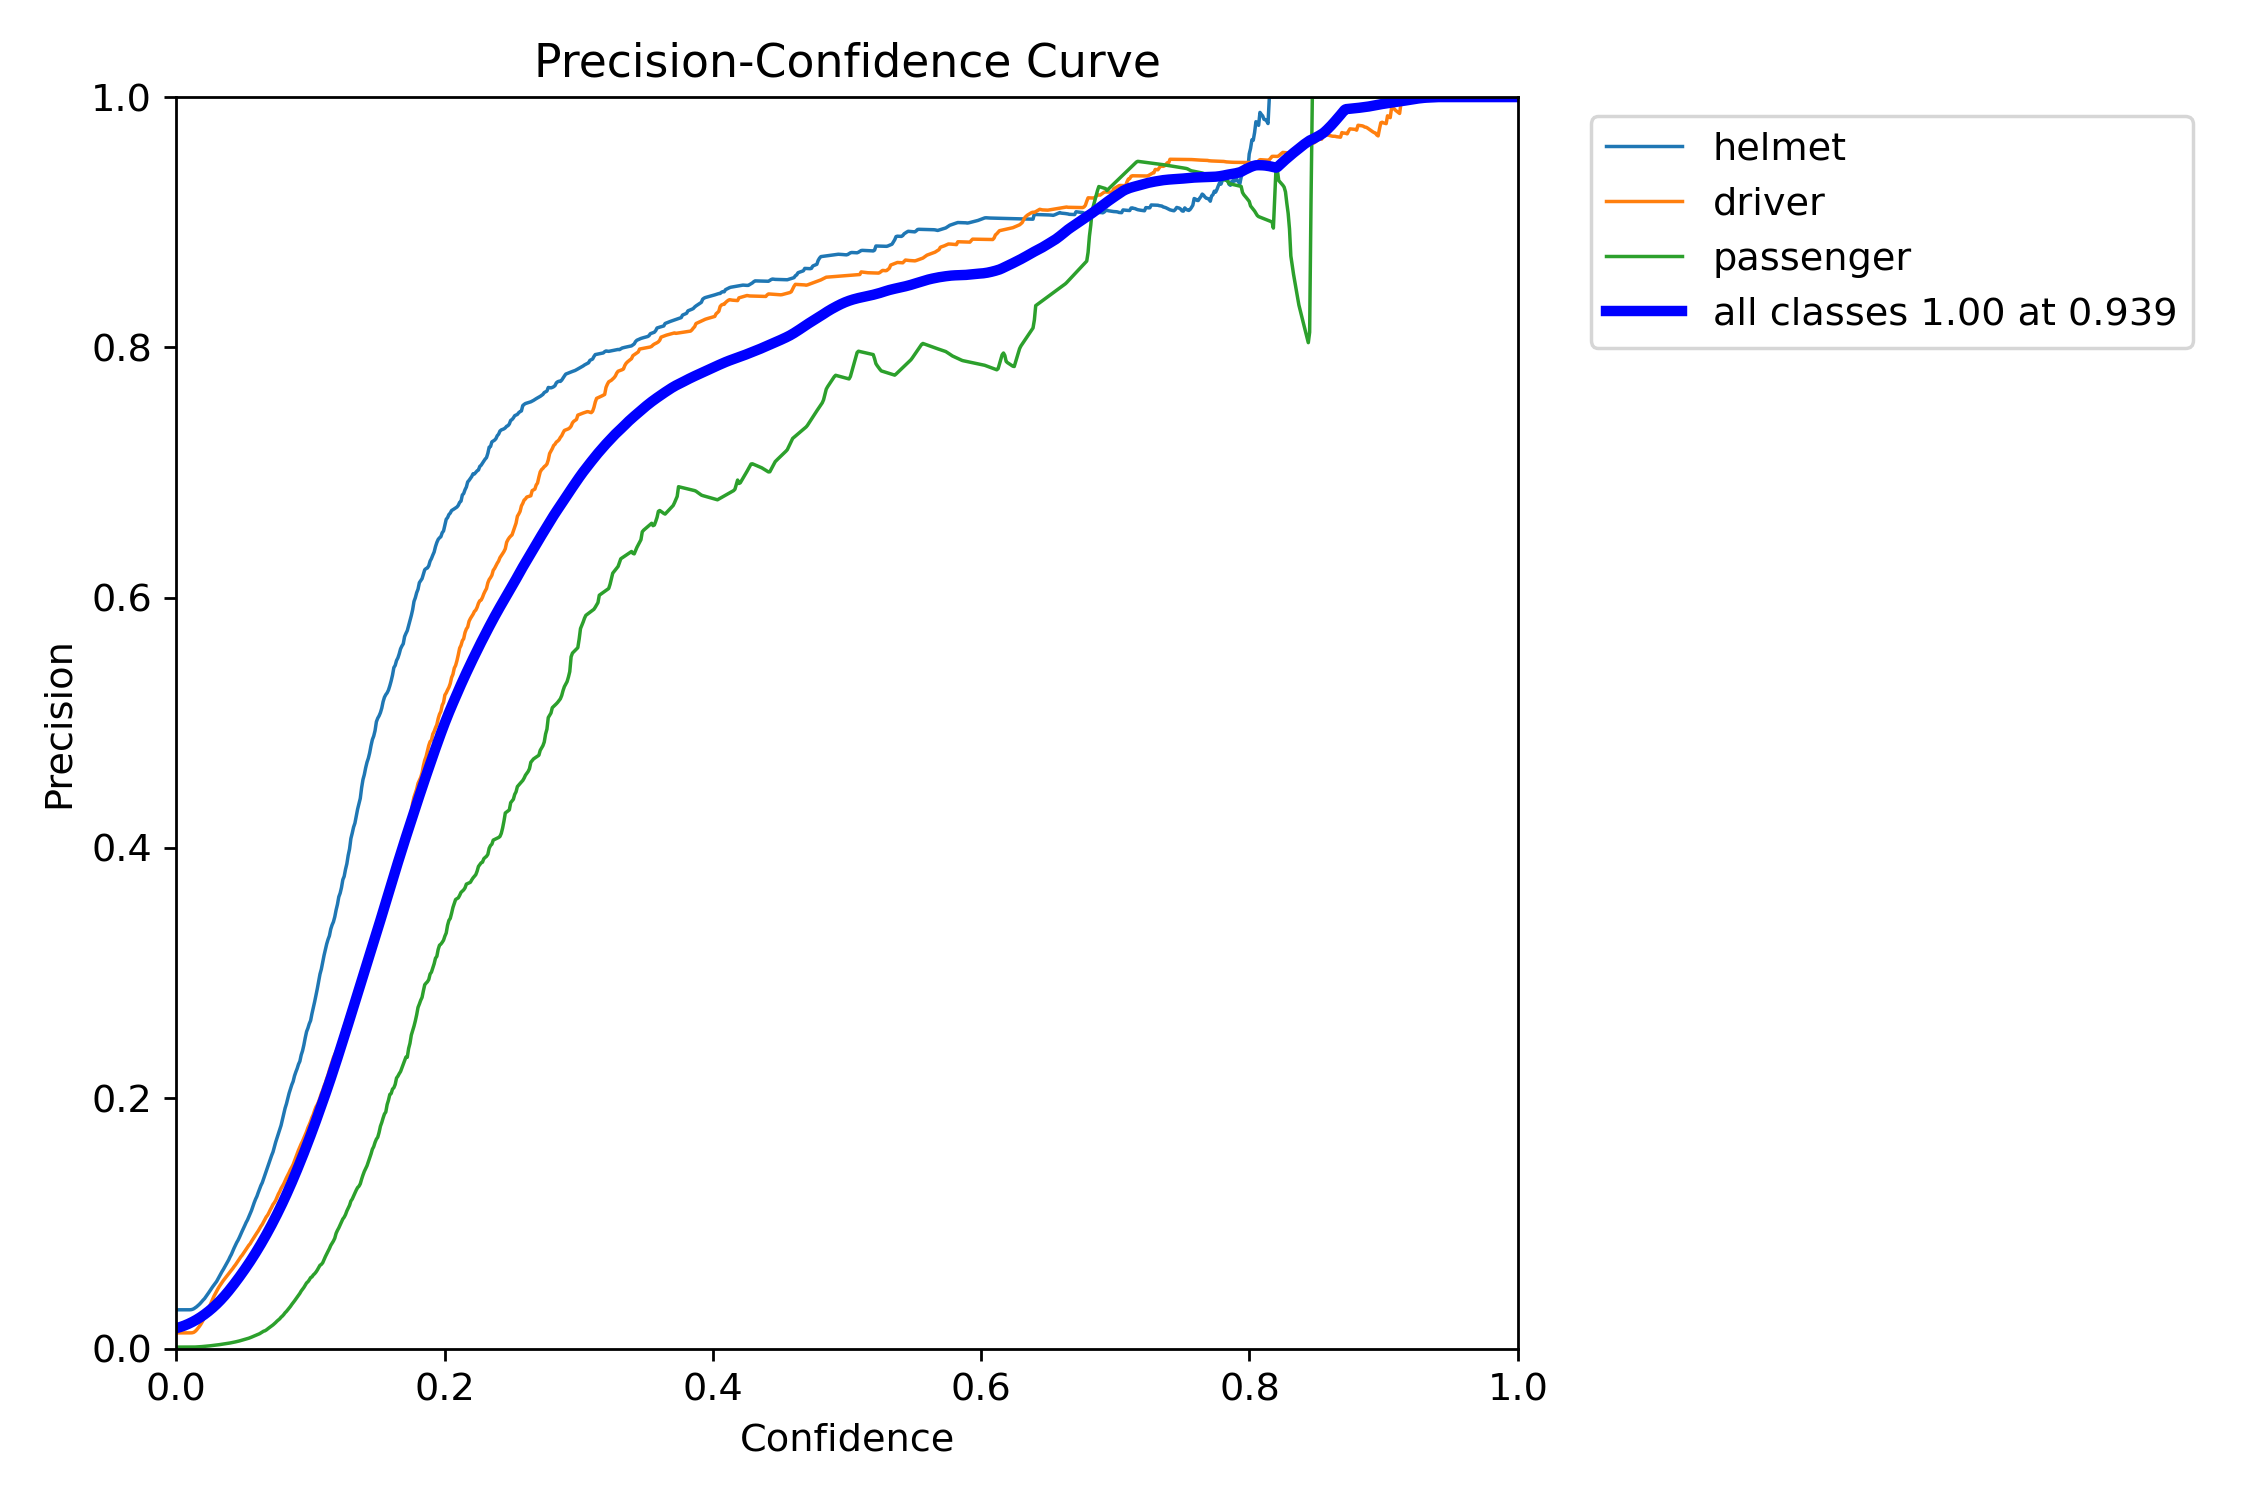 Precision-Confidence Curve
1.0
0.8
0.6
0.4
0.2
0.0
Precision
0.0 0.2 0.4 0.6 0.8 1.0
Confidence
helmet
driver
passenger
all classes 1.00 at 0.939